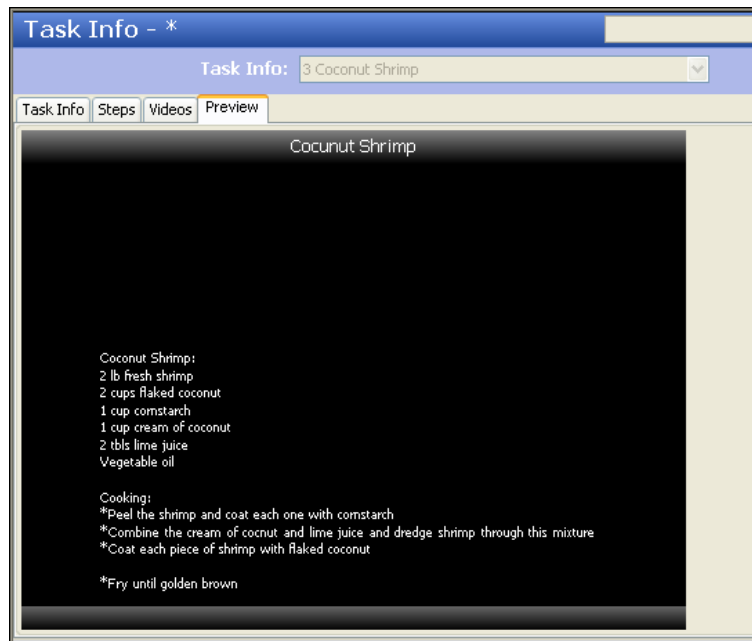 Task Info - *
Task Info: 3 Coconut Shrimp
Task Info Steps Videos Preview
Cocunut Shrimp
Coconut Shrimp:
2 lb fresh shrimp
2 cups flaked coconut
1 cup cornstarch
1 cup cream of coconut
2 tbls lime juice
Vegetable oil
Cooking:
*Peel the shrimp and coat each one with cornstarch
*Combine the cream of cocnut and lime juice and dredge shrimp through this mixture
*Coat each piece of shrimp with flaked coconut
*Fry until golden brown